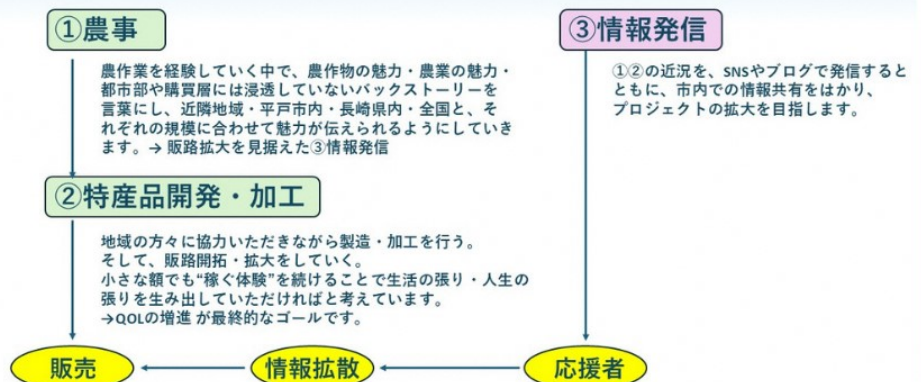 ①農事
農作業を経験していく中で、農作物の魅力・農業の魅力・
都市部や購買層には浸透していないバックストーリーを
言葉にし、近隣地域・平戸市内・長崎県内・全国と、そ
れぞれの規模に合わせて魅力が伝えられるようにしていき
ます。→ 販路拡大を見据えた③情報発信
②特産品開発・加工
地域の方々に協力いただきながら製造・加工を行う。
そして、販路開拓・拡大をしていく。
小さな額でも“稼ぐ体験”を続けることで生活の張り・人生の
張りを生み出していただければと考えています。
→QOLの増進 が最終的なゴールです。
③情報発信
①②の近況を、SNSやブログで発信すると
ともに、市内での情報共有をはかり、
プロジェクトの拡大を目指します。
販売
情報拡散
応援者